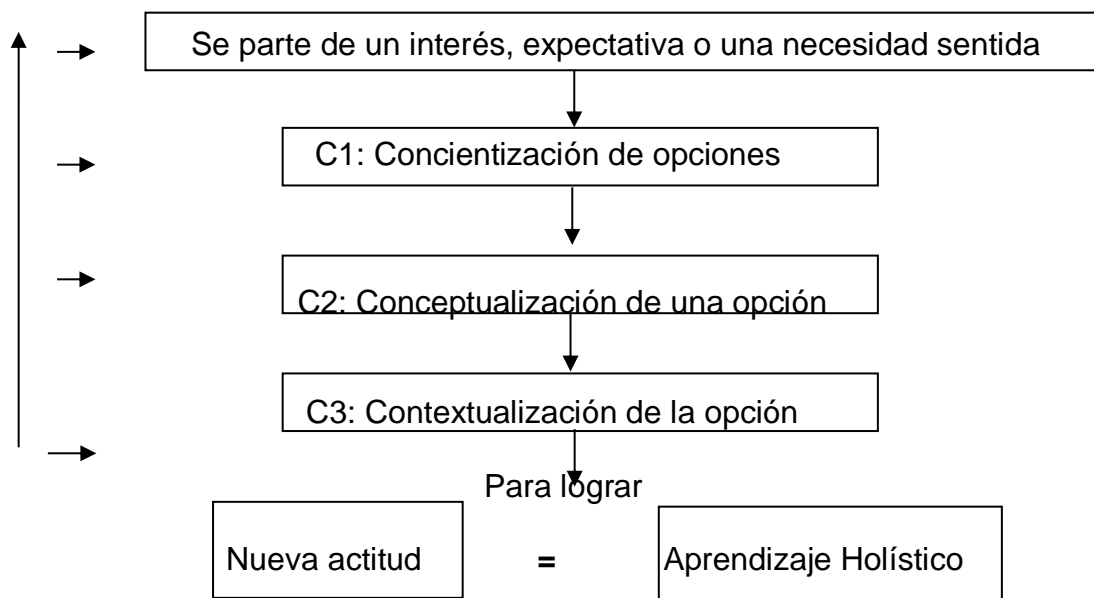 Se parte de un interés, expectativa o una necesidad sentida
C1: Concientización de opciones
C2: Conceptualización de una opción
C3: Contextualización de la opción
Para lograr
Nueva actitud = Aprendizaje Holístico